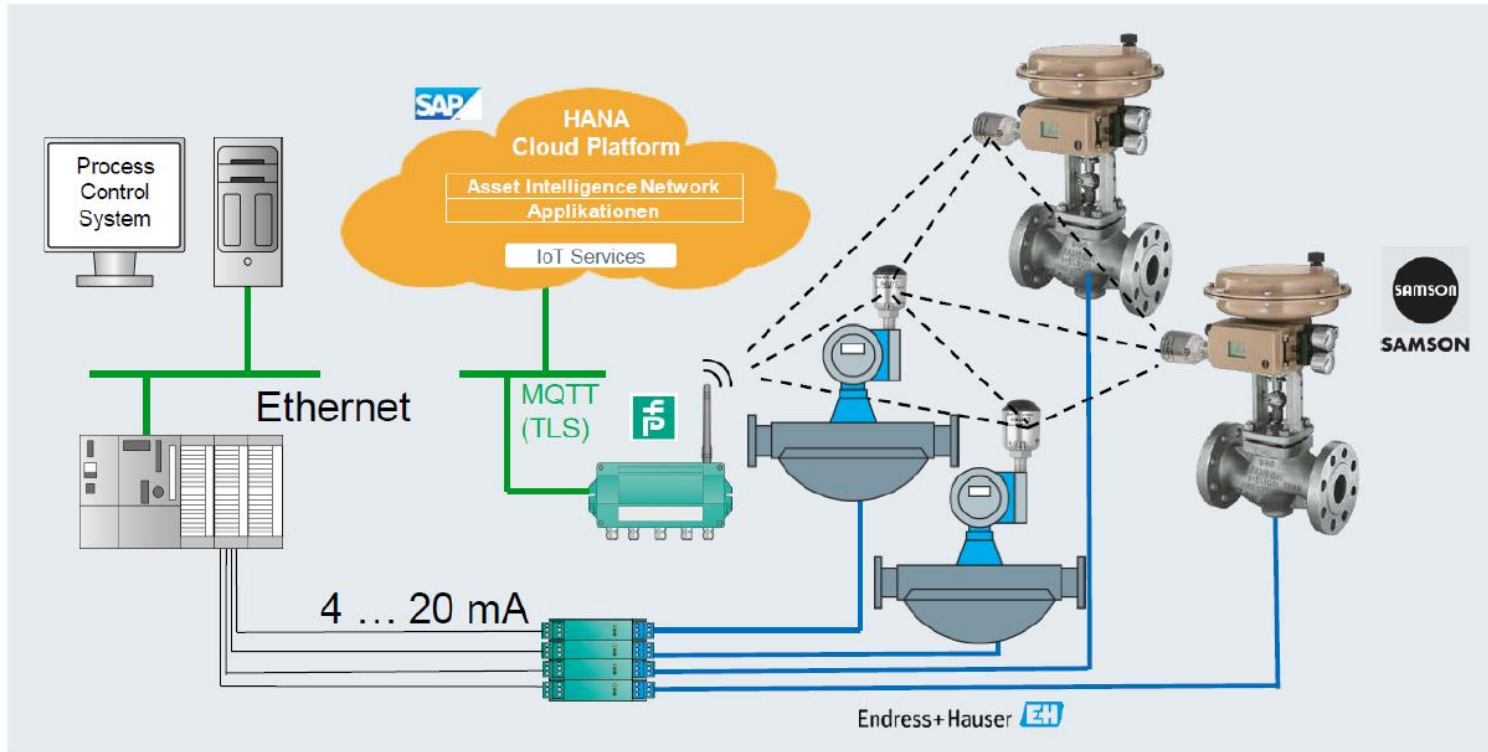 SAP
HANA
Cloud Platform
Asset Intelligence Network
Applikationen
IoT Services
Process
Control
System
Ethernet
MQTT
(TLS)
4 ... 20 mA
SAMSON
SAMSON
Endress+Hauser EH